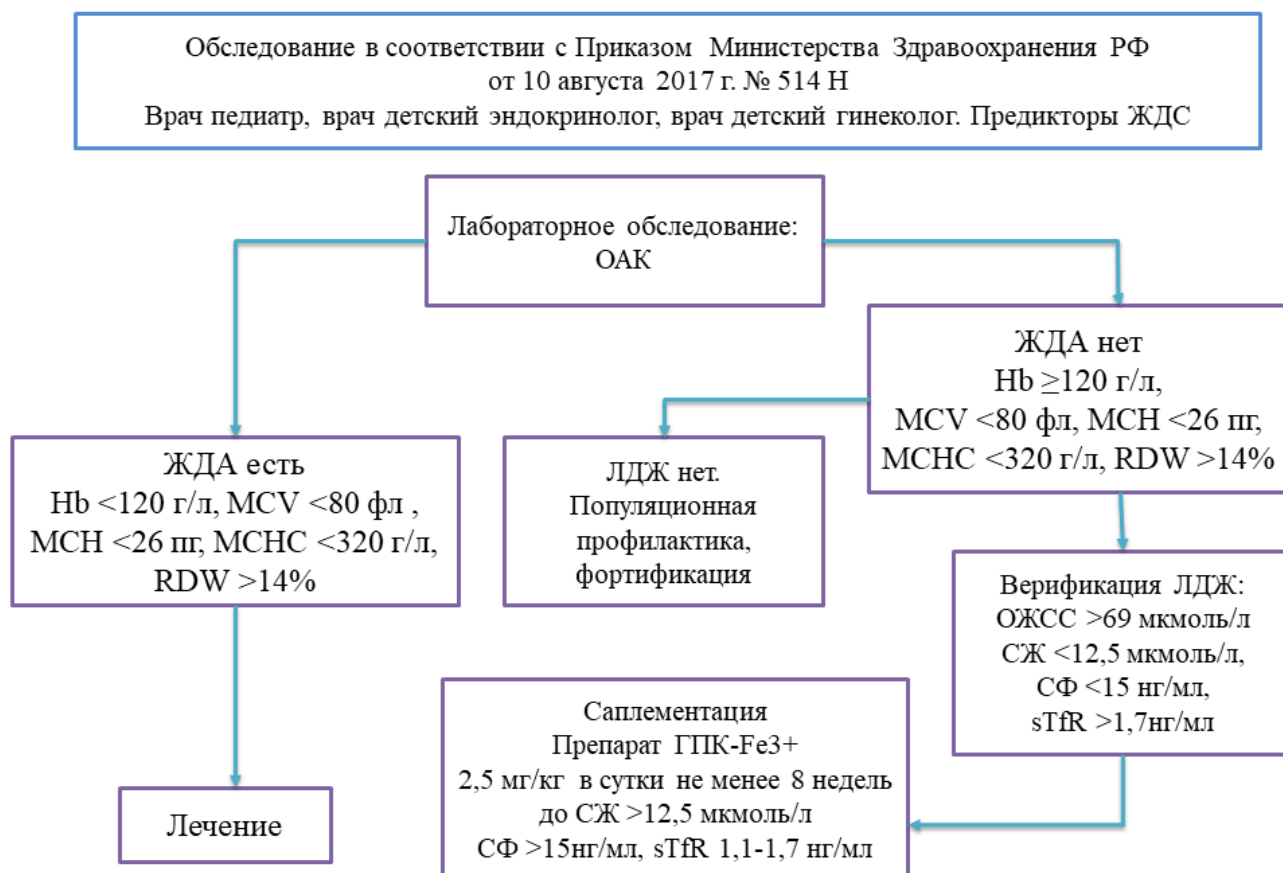 Обследование в соответствии с Приказом Министерства Здравоохранения РФ
от 10 августа 2017 г. № 514 Н
Врач педиатр, врач детский эндокринолог, врач детский гинеколог. Предикторы ЖДС
Лабораторное обследование:
ОАК
ЖДА нет
Hb ≥120 г/л,
MCV <80 фл, MCH <26 пг,
MCHC <320 г/л, RDW >14%
ЖДА есть
Hb <120 г/л, MCV <80 фл ,
MCH <26 пг, MCHC <320 г/л,
RDW >14%
ЛДЖ нет.
Популяционная
профилактика,
фортификация
Верификация ЛДЖ:
ОЖСС >69 мкмоль/л
СЖ <12,5 мкмоль/л,
СФ <15 нг/мл,
sTfR >1,7нг/мл
Саплементация
Препарат ГПК-Fe3+
2,5 мг/кг в сутки не менее 8 недель
до СЖ >12,5 мкмоль/л
СФ >15нг/мл, sTfR 1,1-1,7 нг/мл
Лечение